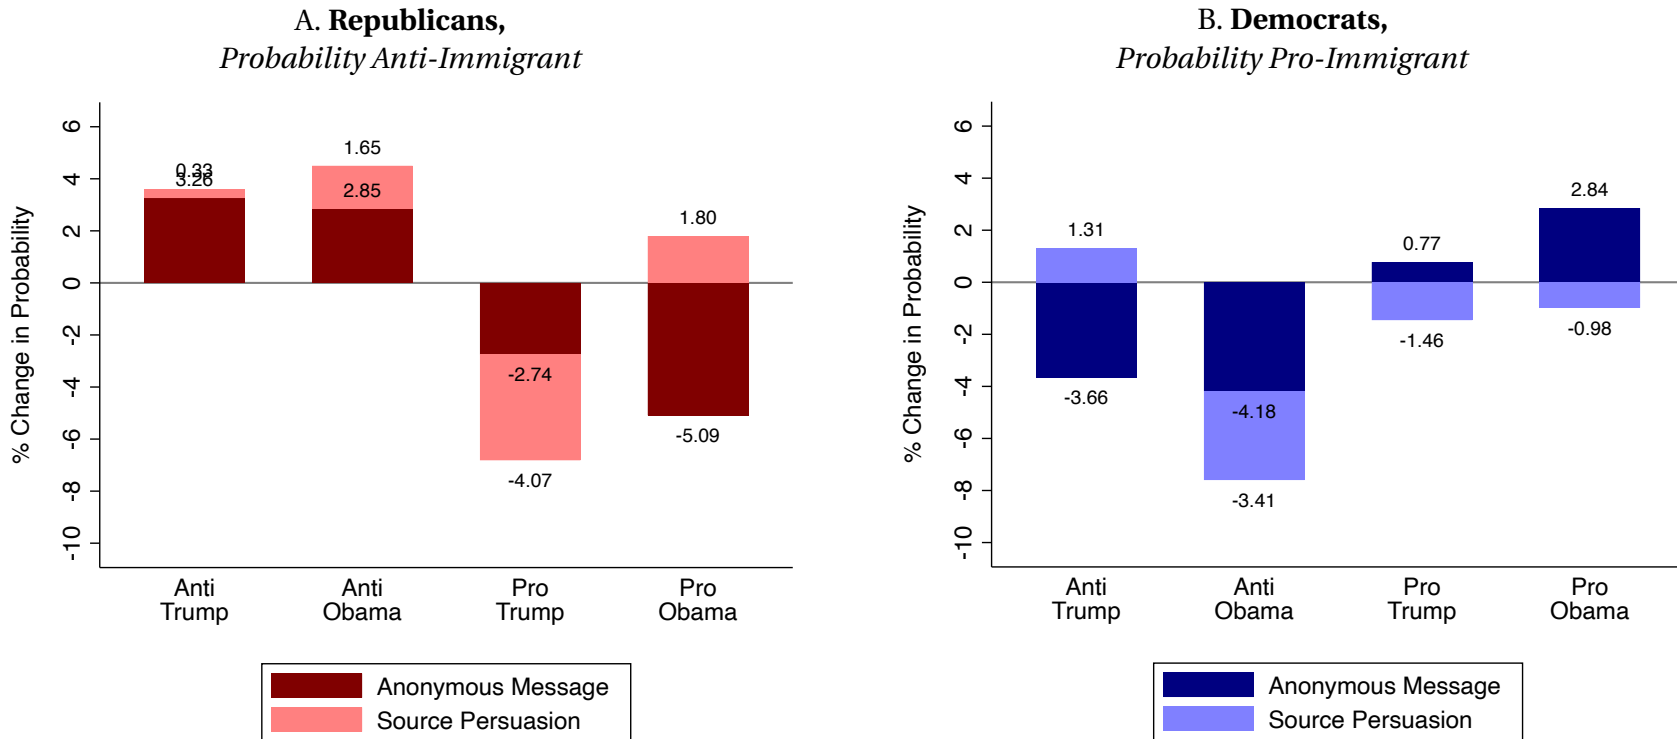 A. Republicans,
Probability Anti-Immigrant
% Change in Probability
6
4
2
0
-2
-4
-6
-8
-10
0.33
3.26
1.65
2.85
-2.74
-4.07
1.80
-5.09
Anti
Trump
Anti
Obama
Pro
Trump
Pro
Obama
Anonymous Message
Source Persuasion
B. Democrats,
Probability Pro-Immigrant
% Change in Probability
6
4
2
0
-2
-4
-6
-8
-10
1.31
-3.66
-4.18
-3.41
0.77
-1.46
2.84
-0.98
Anti
Trump
Anti
Obama
Pro
Trump
Pro
Obama
Anonymous Message
Source Persuasion